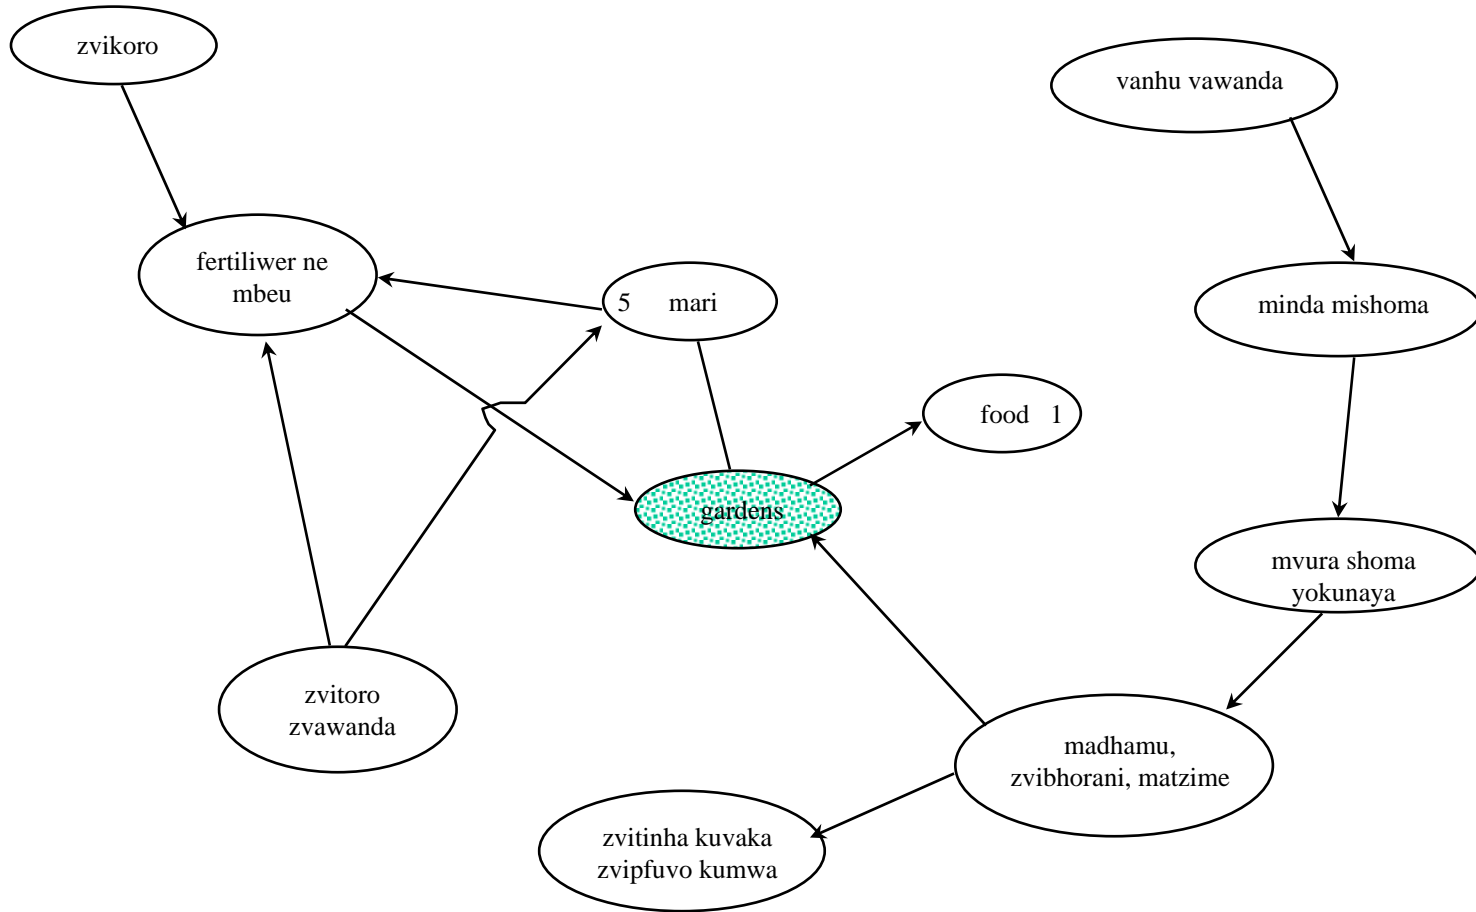 zvikoro
vanhu vawanda
fertiliwer ne
mbeu
5 mari
minda mishoma
food 1
gardens
mvura shoma
yokunaya
zvitoro
zvawanda
madhamu,
zvibhorani, matzime
zvitinha kuvaka
zvipfuvo kumwa